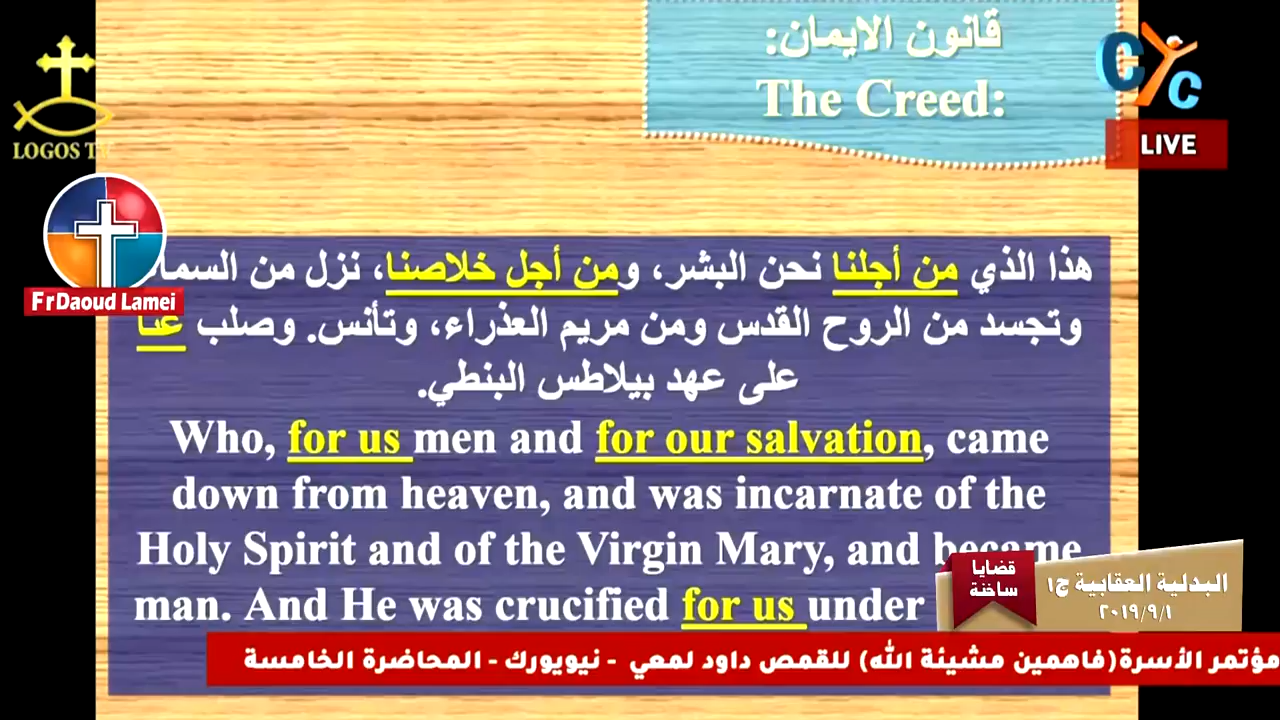 قانون الايمان:
The Creed:
CYC
LIVE
LOGOS TV
FrDaoud Lamei
هذا الذي من أجلنا نحن البشر، ومن أجل خلاصنا، نزل من
وتجسد من الروح القدس ومن مريم العذراء، وتأنس. وصلب عنا
على عهد بيلاطس البنطي.
Who, for us men and for our salvation, came
down from heaven, and was incarnate of the
Holy Spirit and of the Virgin Mary, and became
man. And He was crucified for us under
قضايا
ساخنة
البدلية العقابية ج١
٢٠١٩/٩/١
مؤتمر الأسرة(فاهمين مشيئة الله) للقمص داود لمعي - نيويورك - المحاضرة الخامسة